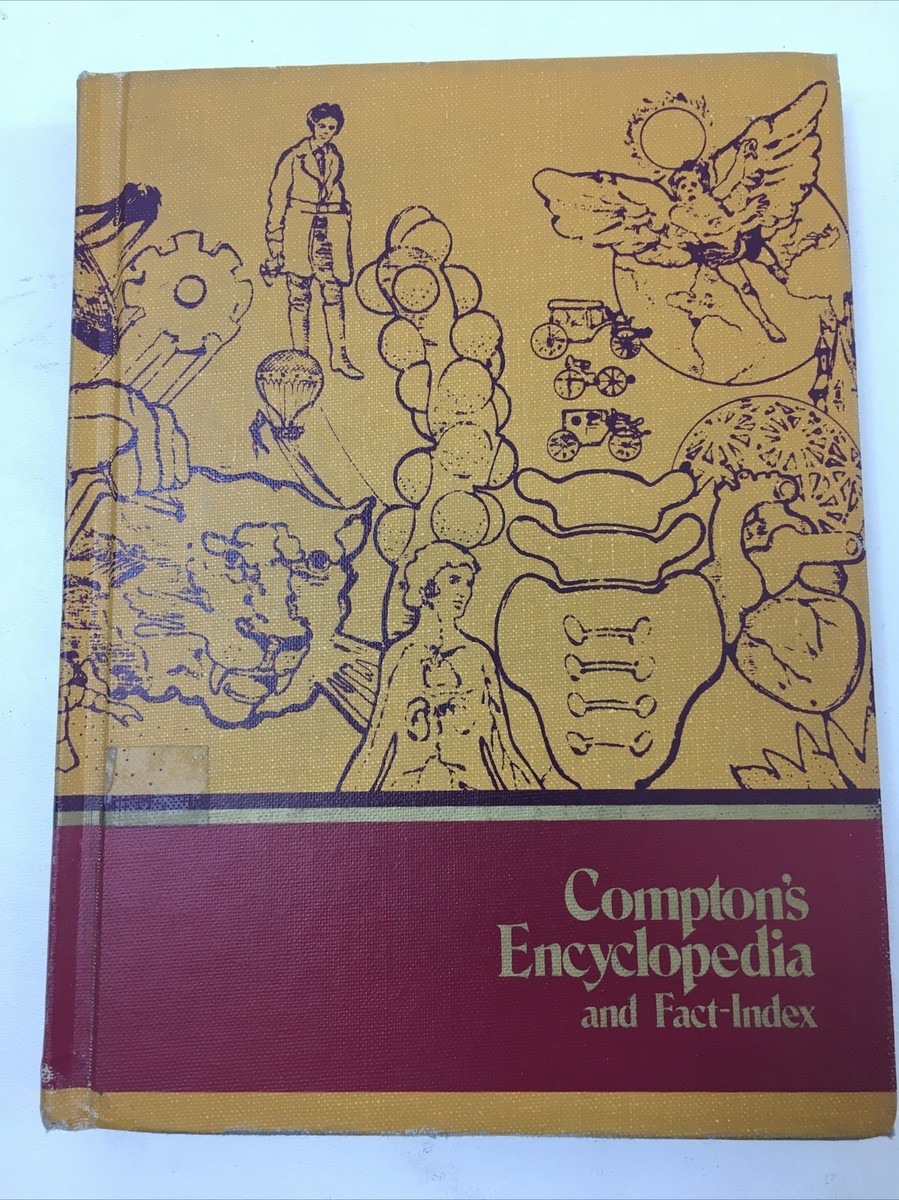 Compton's
Encyclopedia
and Fact-Index